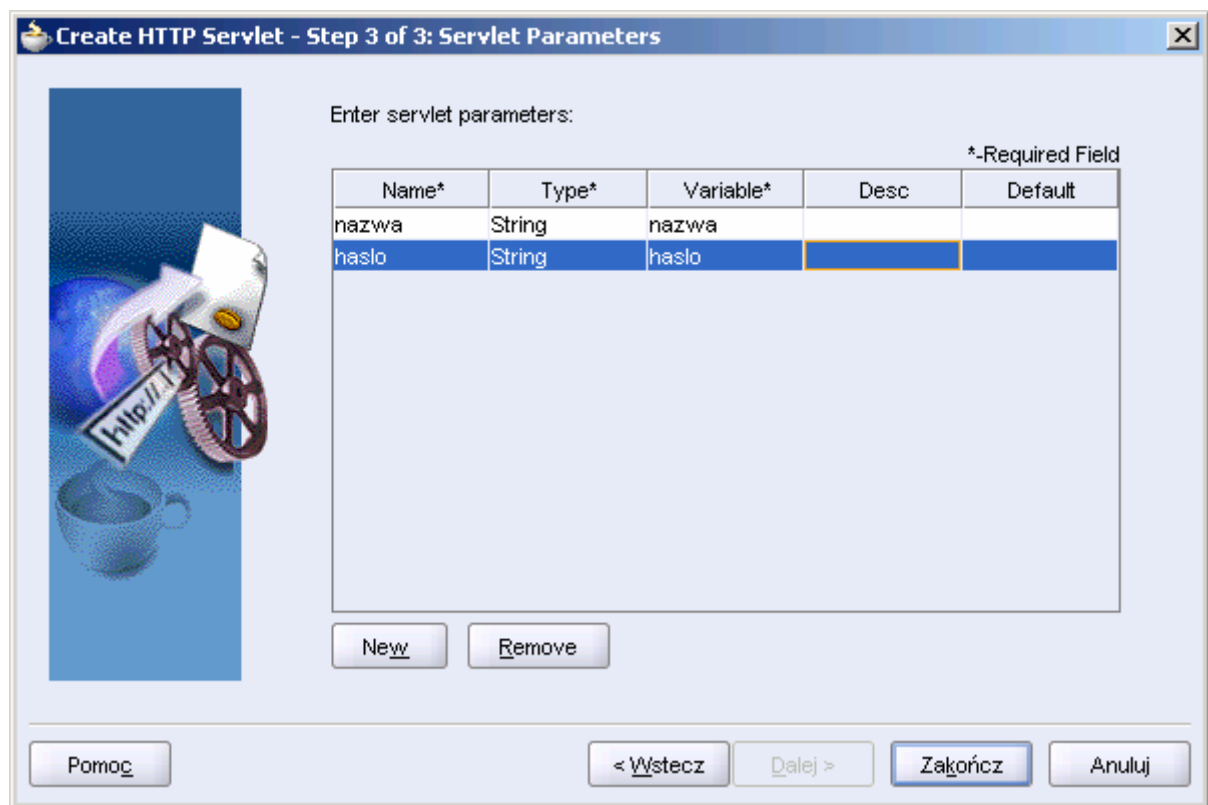 Create HTTP Servlet - Step 3 of 3: Servlet Parameters
Enter servlet parameters:
*-Required Field
Name* Type* Variable* Desc Default
nazwa String nazwa
haslo String haslo
http://.
New Remove
Pomoc < Wstecz Dalej > Zakończ Anuluj